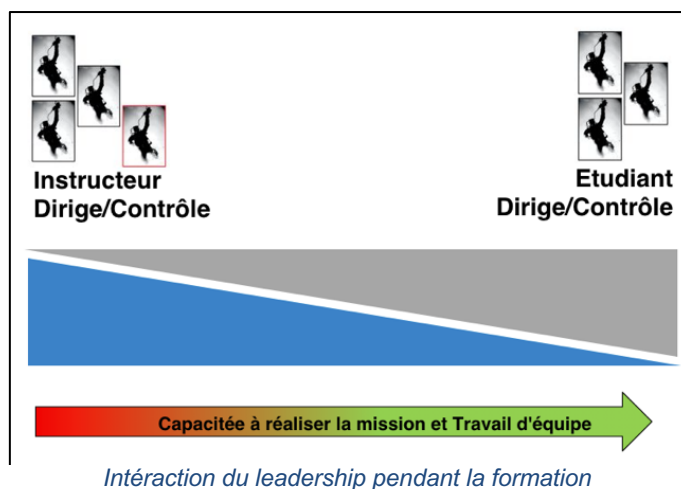 Instructeur
Dirige/Contrôle
Etudiant
Dirige/Contrôle
Capacitée à réaliser la mission et Travail d'équipe
Intéraction du leadership pendant la formation